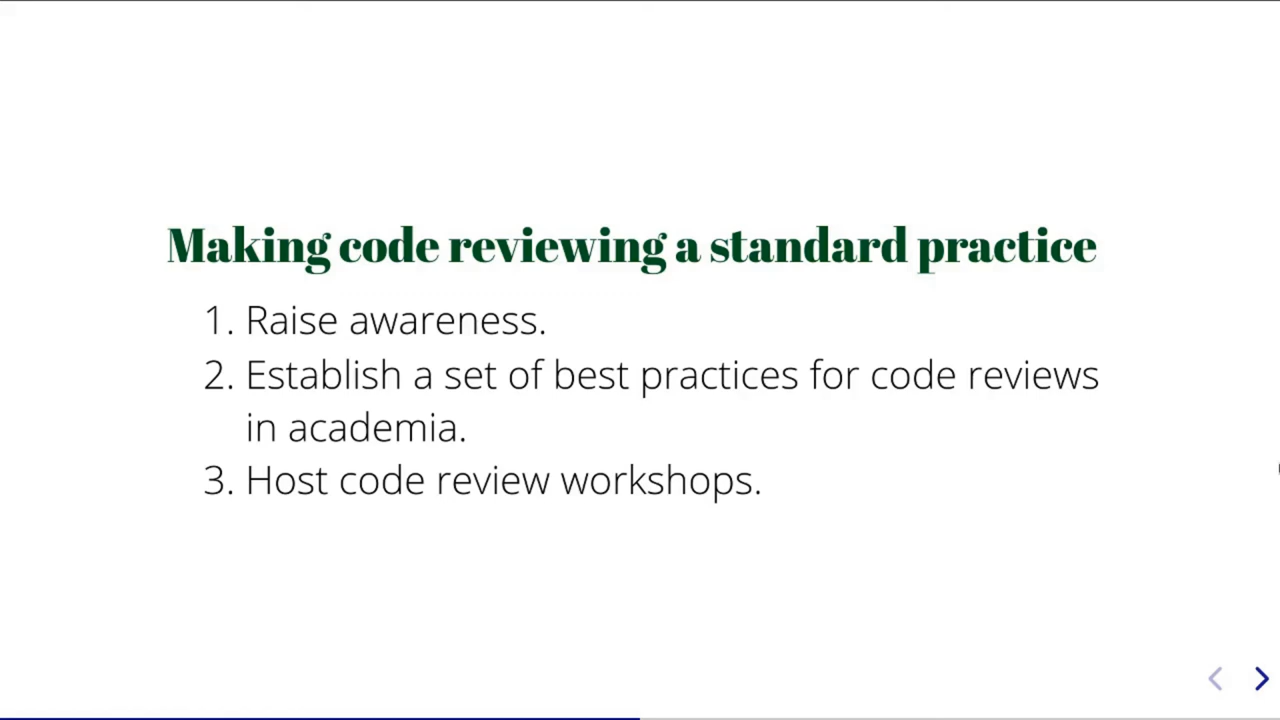 Making code reviewing a standard practice
1. Raise awareness.
2. Establish a set of best practices for code reviews
in academia.
3. Host code review workshops.